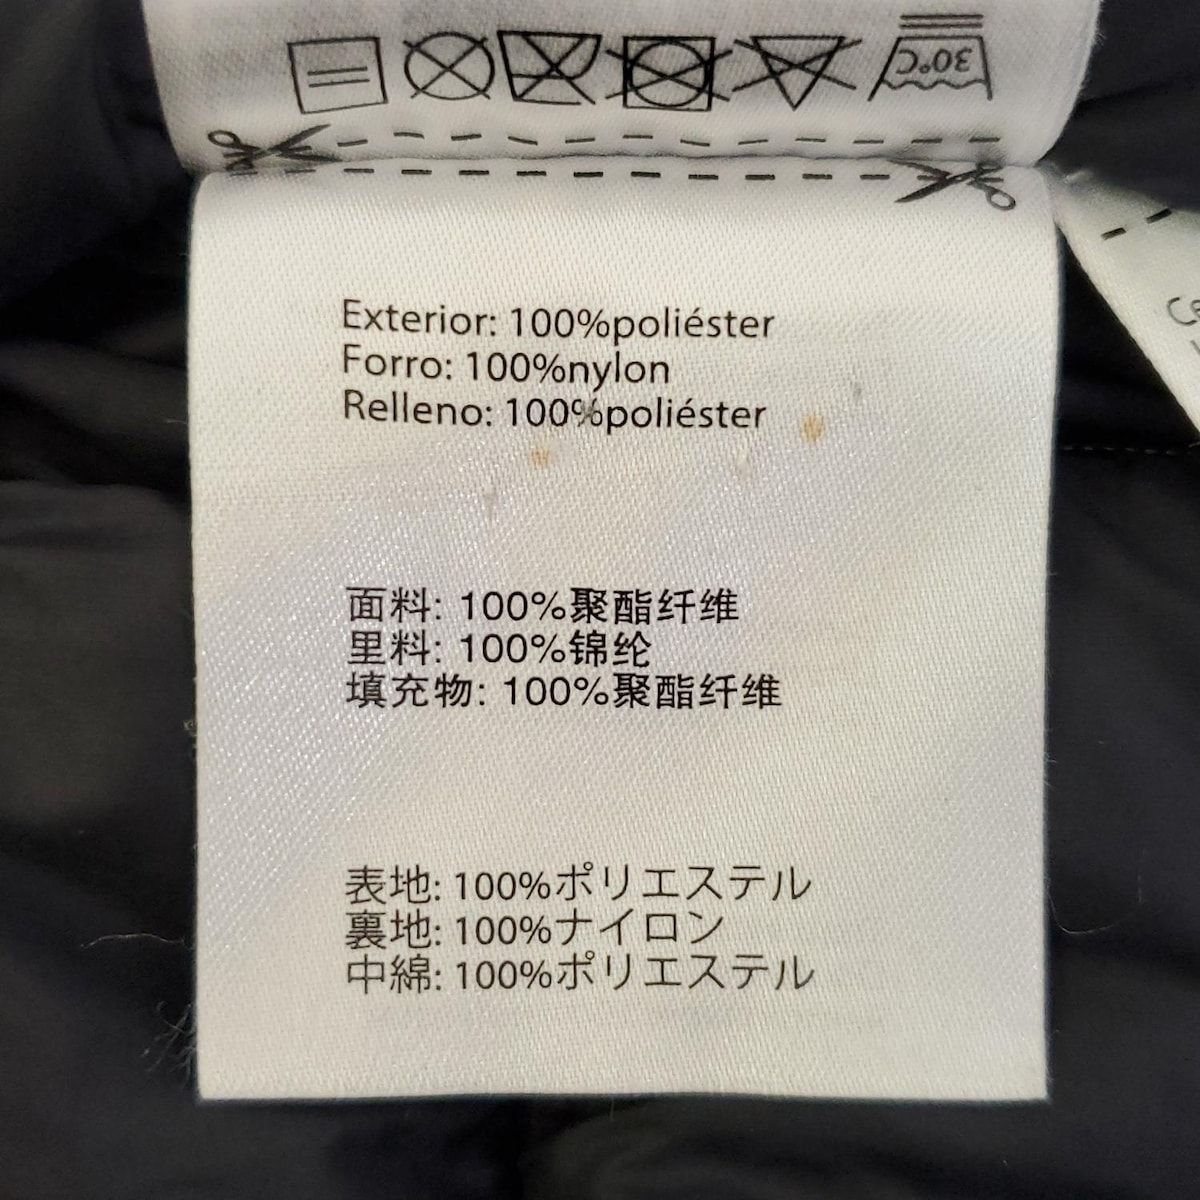 30°C
Exterior: 100%poliéster
Forro: 100%nylon
Relleno: 100%poliéster
面料: 100%聚酯纤维
里料: 100%锦纶
填充物: 100%聚酯纤维
表地: 100%ポリエステル
裏地: 100%ナイロン
中綿: 100%ポリエステル